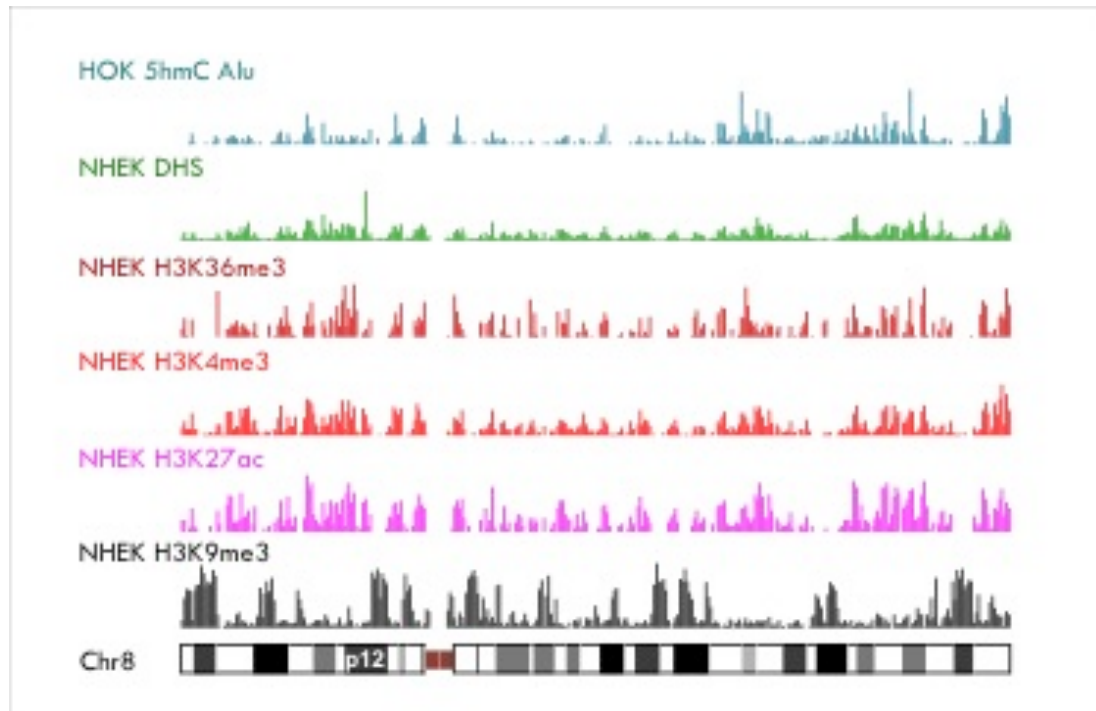 HOK 5hmC Alu
NHEK DHS
NHEK H3K36me3
NHEK H3K4me3
NHEK H3K27ac
NHEK H3K9me3
Chr8 p12